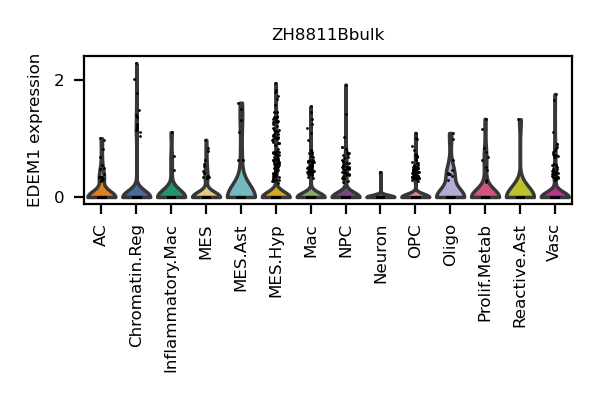 ZH8811Bbulk
EDEM1 expression
2
0
AC
Chromatin.Reg
Inflammatory.Mac
MES
MES.Ast
MES.Hyp
Mac
NPC
Neuron
OPC
Oligo
Prolif.Metab
Reactive.Ast
Vasc